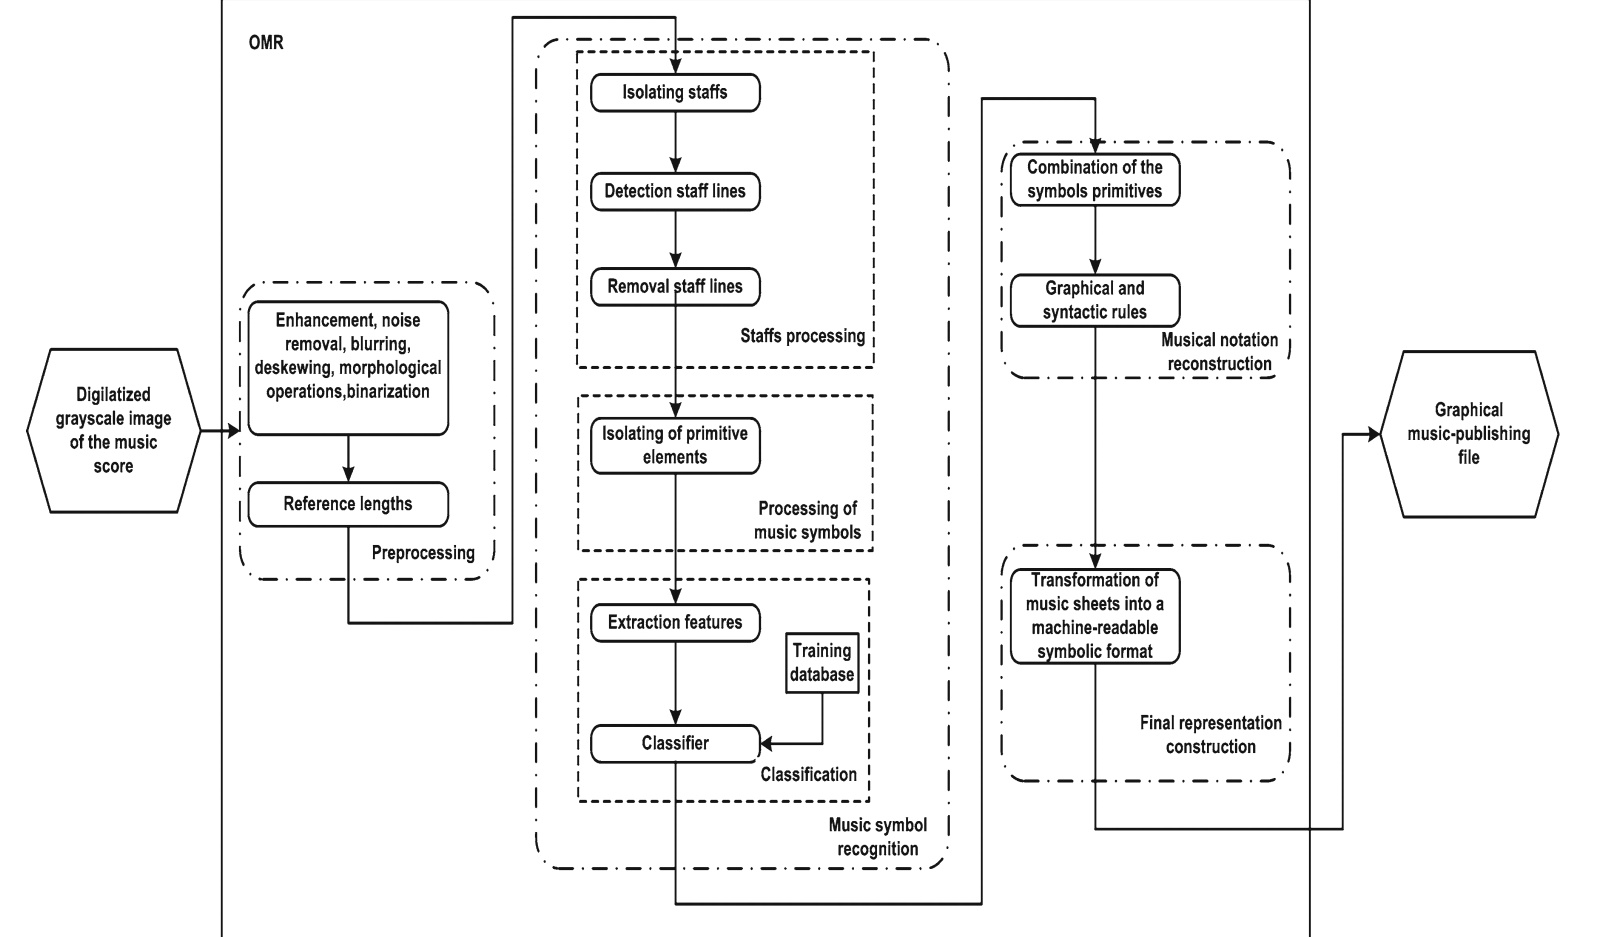 OMR
Digilatized
grayscale image
of the music
score
Enhancement, noise
removal, blurring,
deskewing, morphological
operations,binarization
Reference lengths
Preprocessing
Isolating staffs
Detection staff lines
Removal staff lines
Staffs processing
Isolating of primitive
elements
Processing of
music symbols
Extraction features
Training
database
Classifier
Classification
Music symbol
recognition
Combination of the
symbols primitives
Graphical and
syntactic rules
Musical notation
reconstruction
Transformation of
music sheets into a
machine-readable
symbolic format
Final representation
construction
Graphical
music-publishing
file